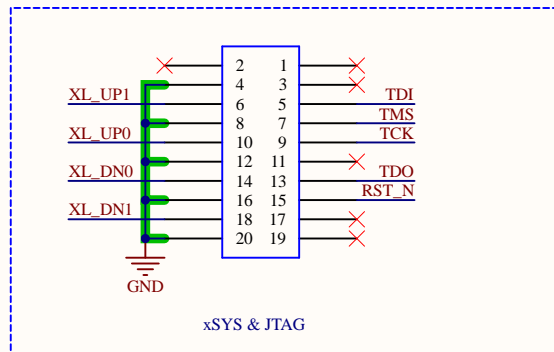 2 1
4 3
XL_UP1 6 5 TDI
8 7 TMS
XL_UP0 10 9 TCK
12 11
XL_DN0 14 13 TDO
16 15 RST_N
XL_DN1 18 17
20 19
GND
xSYS & JTAG